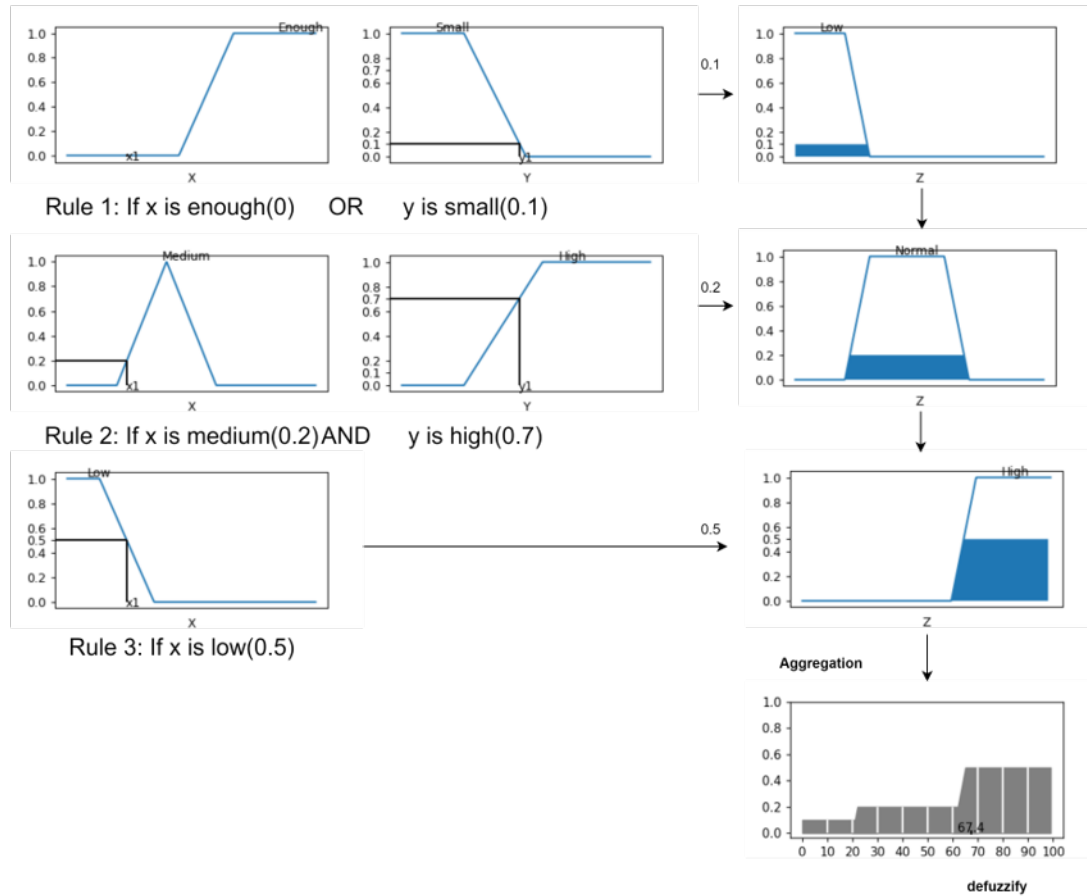 Enough
1.0
0.8
0.6
0.4
0.2
0.0
x1
X
Small
1.0
0.8
0.7
0.6
0.4
0.2
0.1
0.0
y1
Y
0.1
Low
1.0
0.8
0.6
0.4
0.2
0.1
0.0
Z
Rule 1: If x is enough(0) OR y is small(0.1)
Medium
1.0
0.8
0.6
0.4
0.2
0.0
x1
X
High
1.0
0.8
0.7
0.6
0.4
0.2
0.0
y1
Y
0.2
Normal
1.0
0.8
0.6
0.4
0.2
0.0
Z
Rule 2: If x is medium(0.2) AND y is high(0.7)
Low
1.0
0.8
0.6
0.5
0.4
0.2
0.0
x1
X
0.5
High
1.0
0.8
0.6
0.5
0.4
0.2
0.0
Z
Rule 3: If x is low(0.5)
Aggregation
1.0
0.8
0.6
0.4
0.2
0.0
67.4
0 10 20 30 40 50 60 70 80 90 100
defuzzify